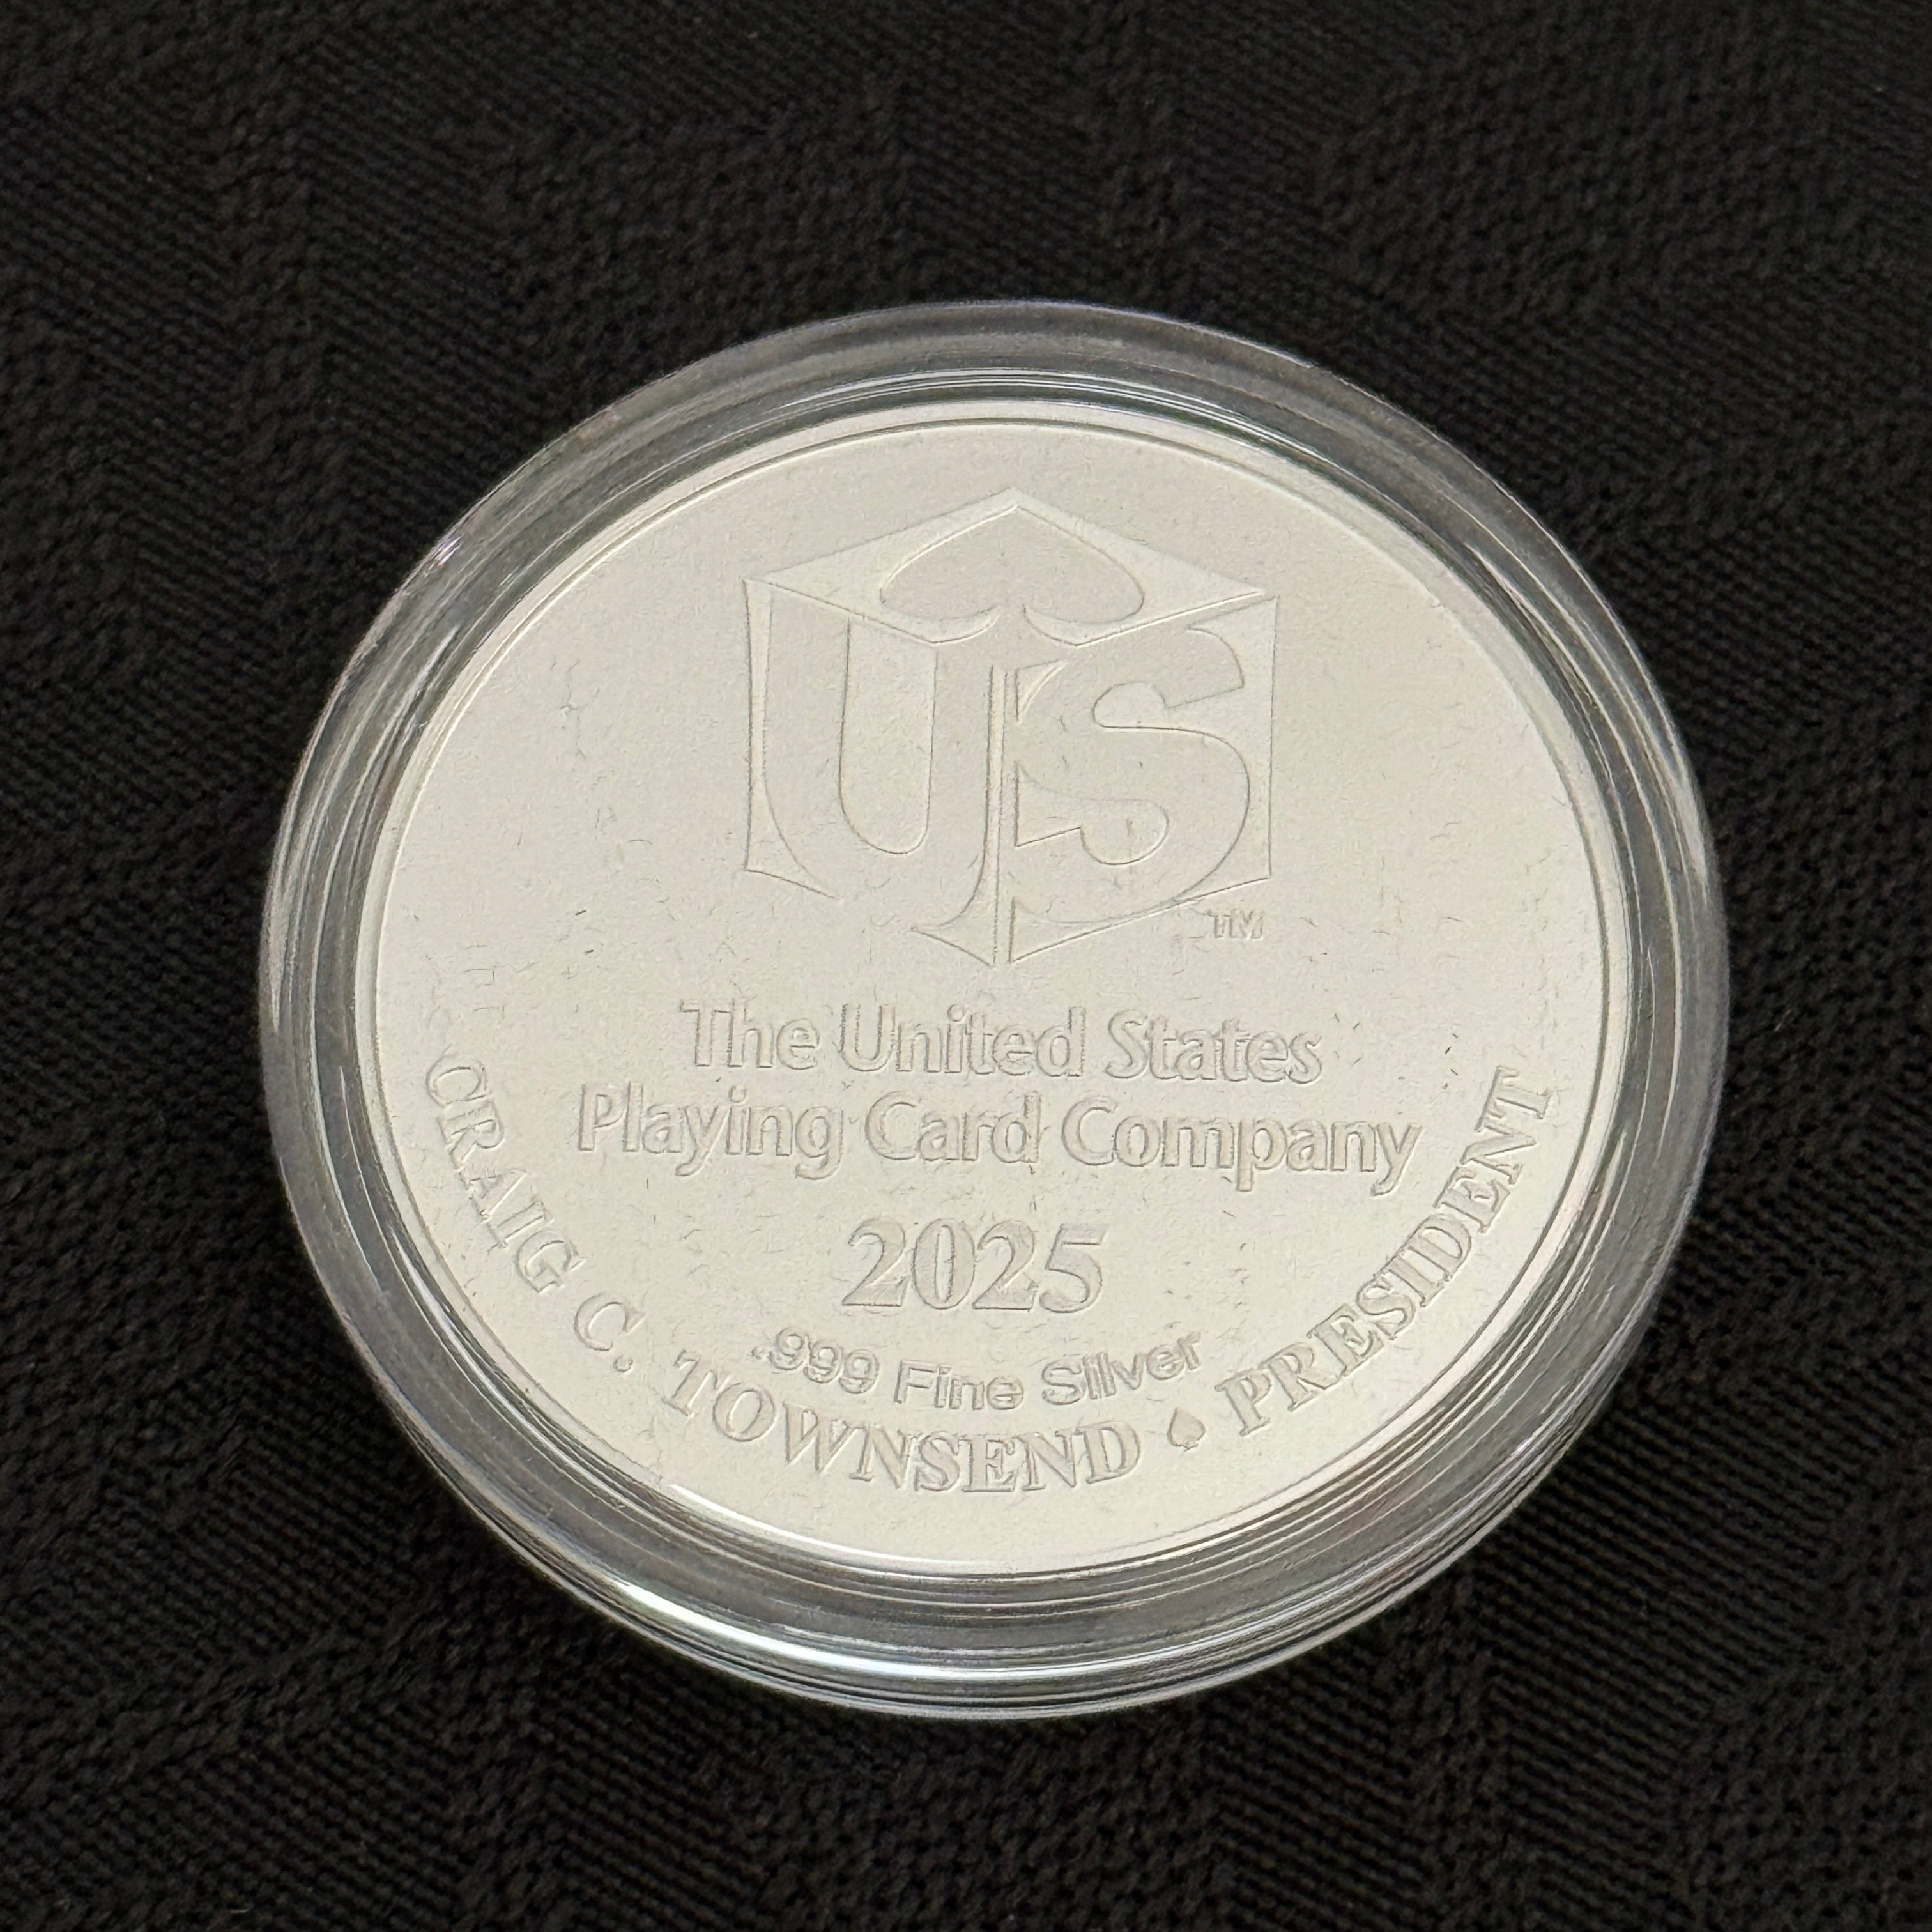 US
TM
The United States
Playing Card Company
2025
.999 Fine Silver
CRAIG C. TOWNSEND ♠ PRESIDENT